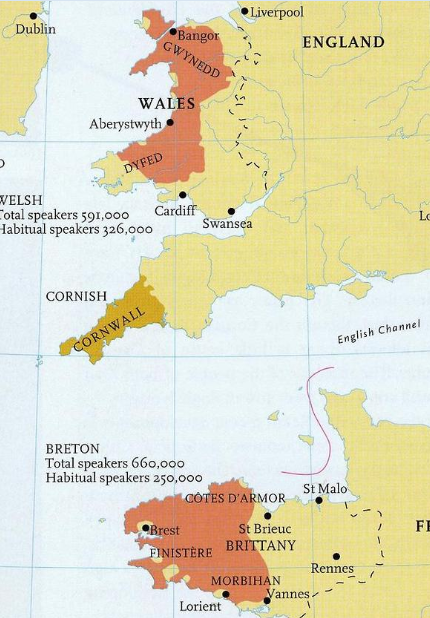 Liverpool
Dublin
Bangor
ENGLAND
GWYNEDD
WALES
Aberystwyth
DYFED
WELSH
Total speakers 591,000
Habitual speakers 326,000
Cardiff
Swansea
Lo
CORNISH
CORNWALL
English Channel
BRETON
Total speakers 660,000
Habitual speakers 250,000
CÔTES D'ARMOR
St Malo
St Brieuc
Brest
BRITTANY
FINISTÈRE
Rennes
MORBIHAN
Vannes
Lorient